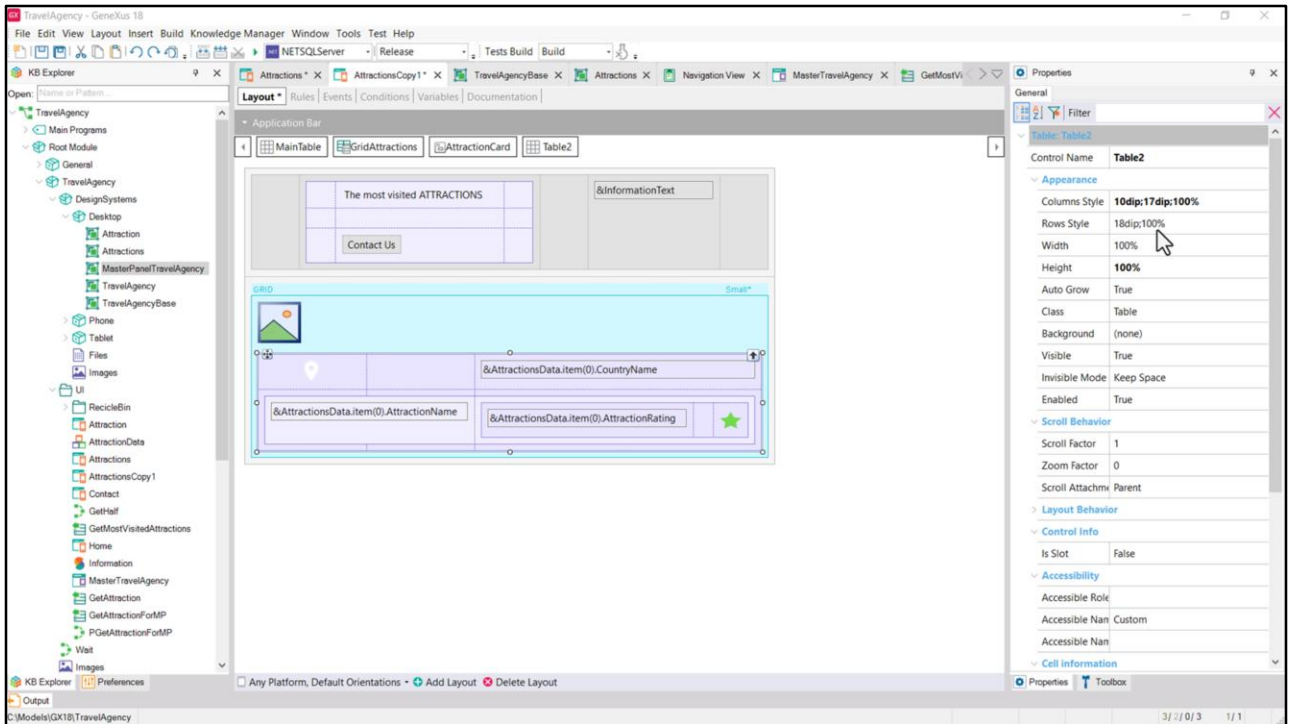 GX TravelAgency - GeneXus 18
File Edit View Layout Insert Build Knowledge Manager Window Tools Test Help
NETSQLServer Release Tests Build Build
KB Explorer
Open: Name or Pattern...
TravelAgency
Main Programs
Root Module
General
TravelAgency
DesignSystems
Desktop
Attraction
Attractions
MasterPanelTravelAgency
TravelAgency
TravelAgencyBase
Phone
Tablet
Files
Images
UI
RecicleBin
Attraction
AttractionData
Attractions
AttractionsCopy1
Contact
GetHalf
GetMostVisitedAttractions
Home
Information
MasterTravelAgency
GetAttraction
GetAttractionForMP
PGetAttractionForMP
Wait
Images
KB Explorer Preferences
Output
C:\Models\GX18\TravelAgency
Attractions * X AttractionsCopy1 * X TravelAgencyBase X Attractions X Navigation View X MasterTravelAgency X GetMostVi
Layout * Rules Events Conditions Variables Documentation
Application Bar
MainTable GridAttractions AttractionCard Table2
The most visited ATTRACTIONS
&InformationText
Contact Us
GRID Small*
&AttractionsData.item(0).CountryName
&AttractionsData.item(0).AttractionName
&AttractionsData.item(0).AttractionRating
Any Platform, Default Orientations Add Layout Delete Layout
Properties
General
Filter
Table: Table2
Control Name Table2
Appearance
Columns Style 10dip;17dip;100%
Rows Style 18dip;100%
Width 100%
Height 100%
Auto Grow True
Class Table
Background (none)
Visible True
Invisible Mode Keep Space
Enabled True
Scroll Behavior
Scroll Factor 1
Zoom Factor 0
Scroll Attachme Parent
Layout Behavior
Control Info
Is Slot False
Accessibility
Accessible Role
Accessible Nan Custom
Accessible Nan
Cell information
Properties Toolbox
3/2/0/3 1/1